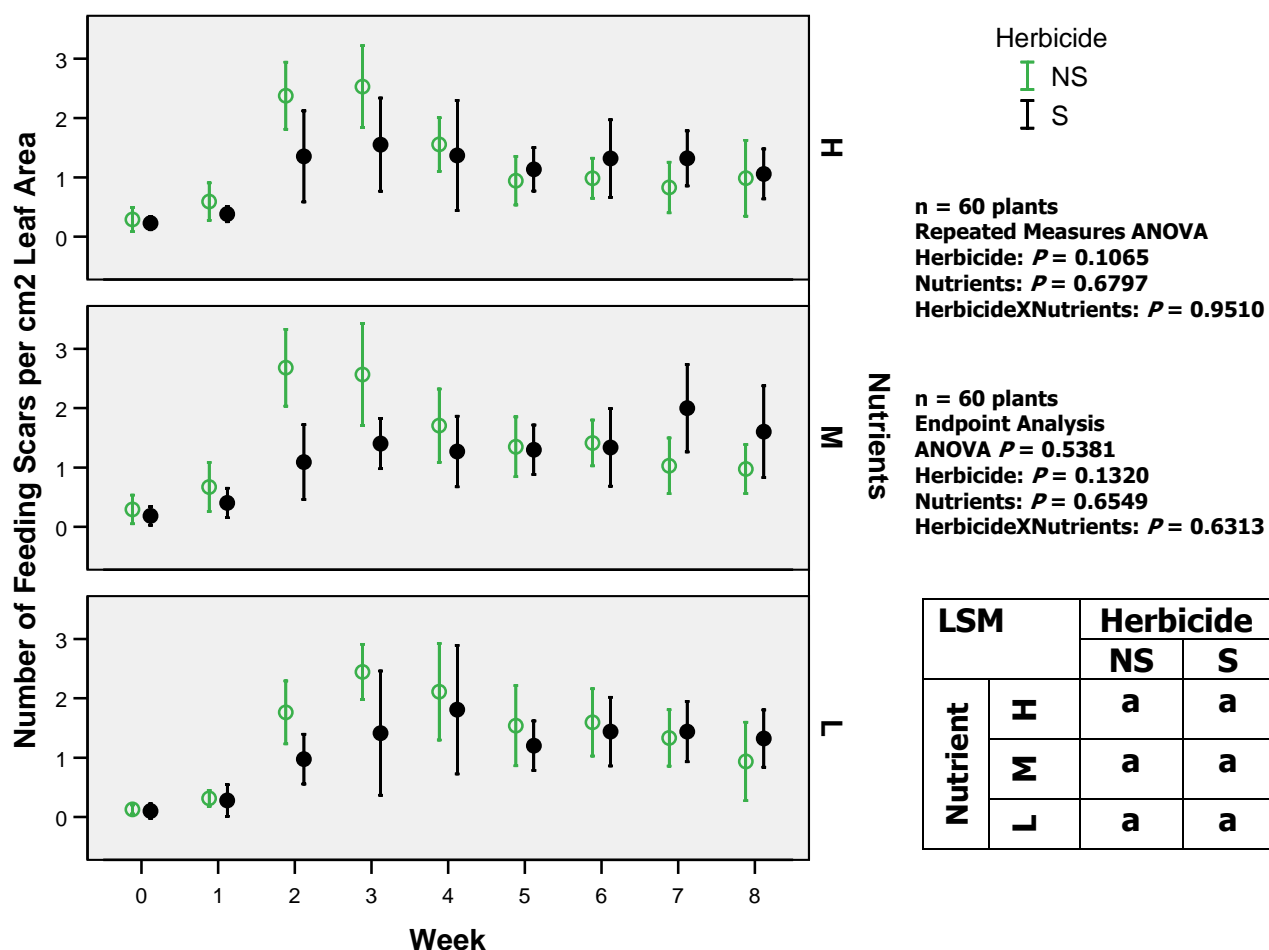 Number of Feeding Scars per cm2 Leaf Area
3
2
1
0
H
3
2
1
0
M
3
2
1
0
L
Nutrients
0 1 2 3 4 5 6 7 8
Week
Herbicide
NS
S
n = 60 plants
Repeated Measures ANOVA
Herbicide: P = 0.1065
Nutrients: P = 0.6797
HerbicideXNutrients: P = 0.9510
n = 60 plants
Endpoint Analysis
ANOVA P = 0.5381
Herbicide: P = 0.1320
Nutrients: P = 0.6549
HerbicideXNutrients: P = 0.6313
LSM Herbicide
NS S
Nutrient
H a a
M a a
L a a